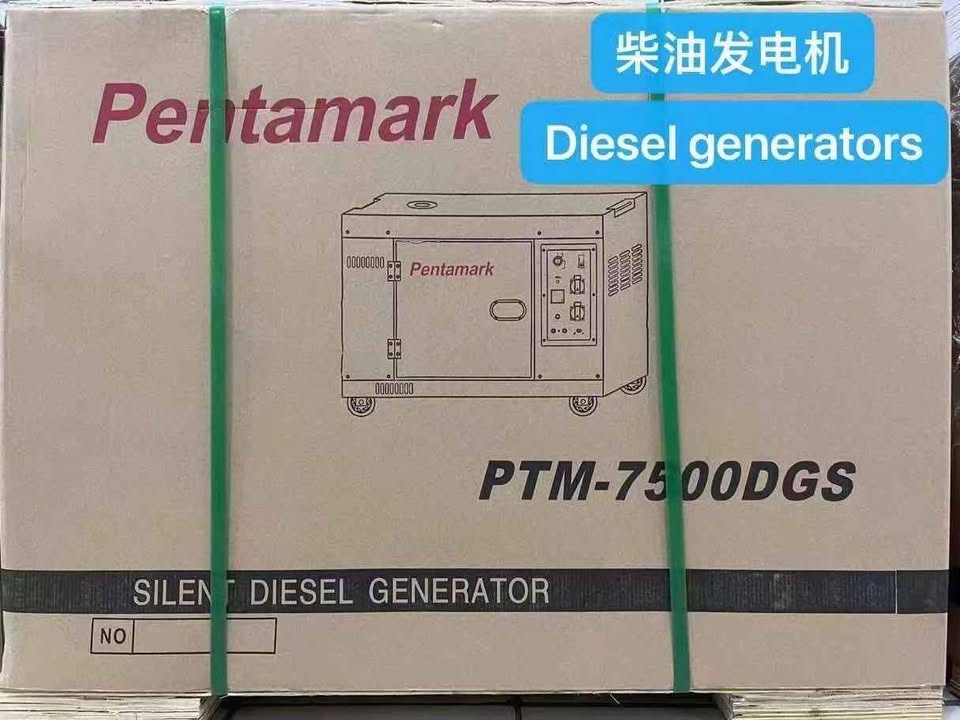 柴油发电机
Diesel generators
Pentamark
Pentamark
PTM-7500DGS
SILENT DIESEL GENERATOR
NO